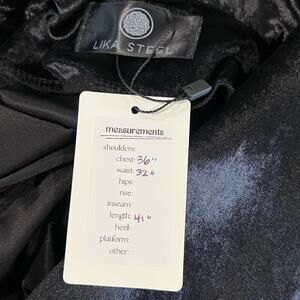 LIKA STEEL
measurements
shoulders:
chest: 36"
waist: 32"
hips:
rise:
inseam:
length: 41"
heel:
platform:
other: